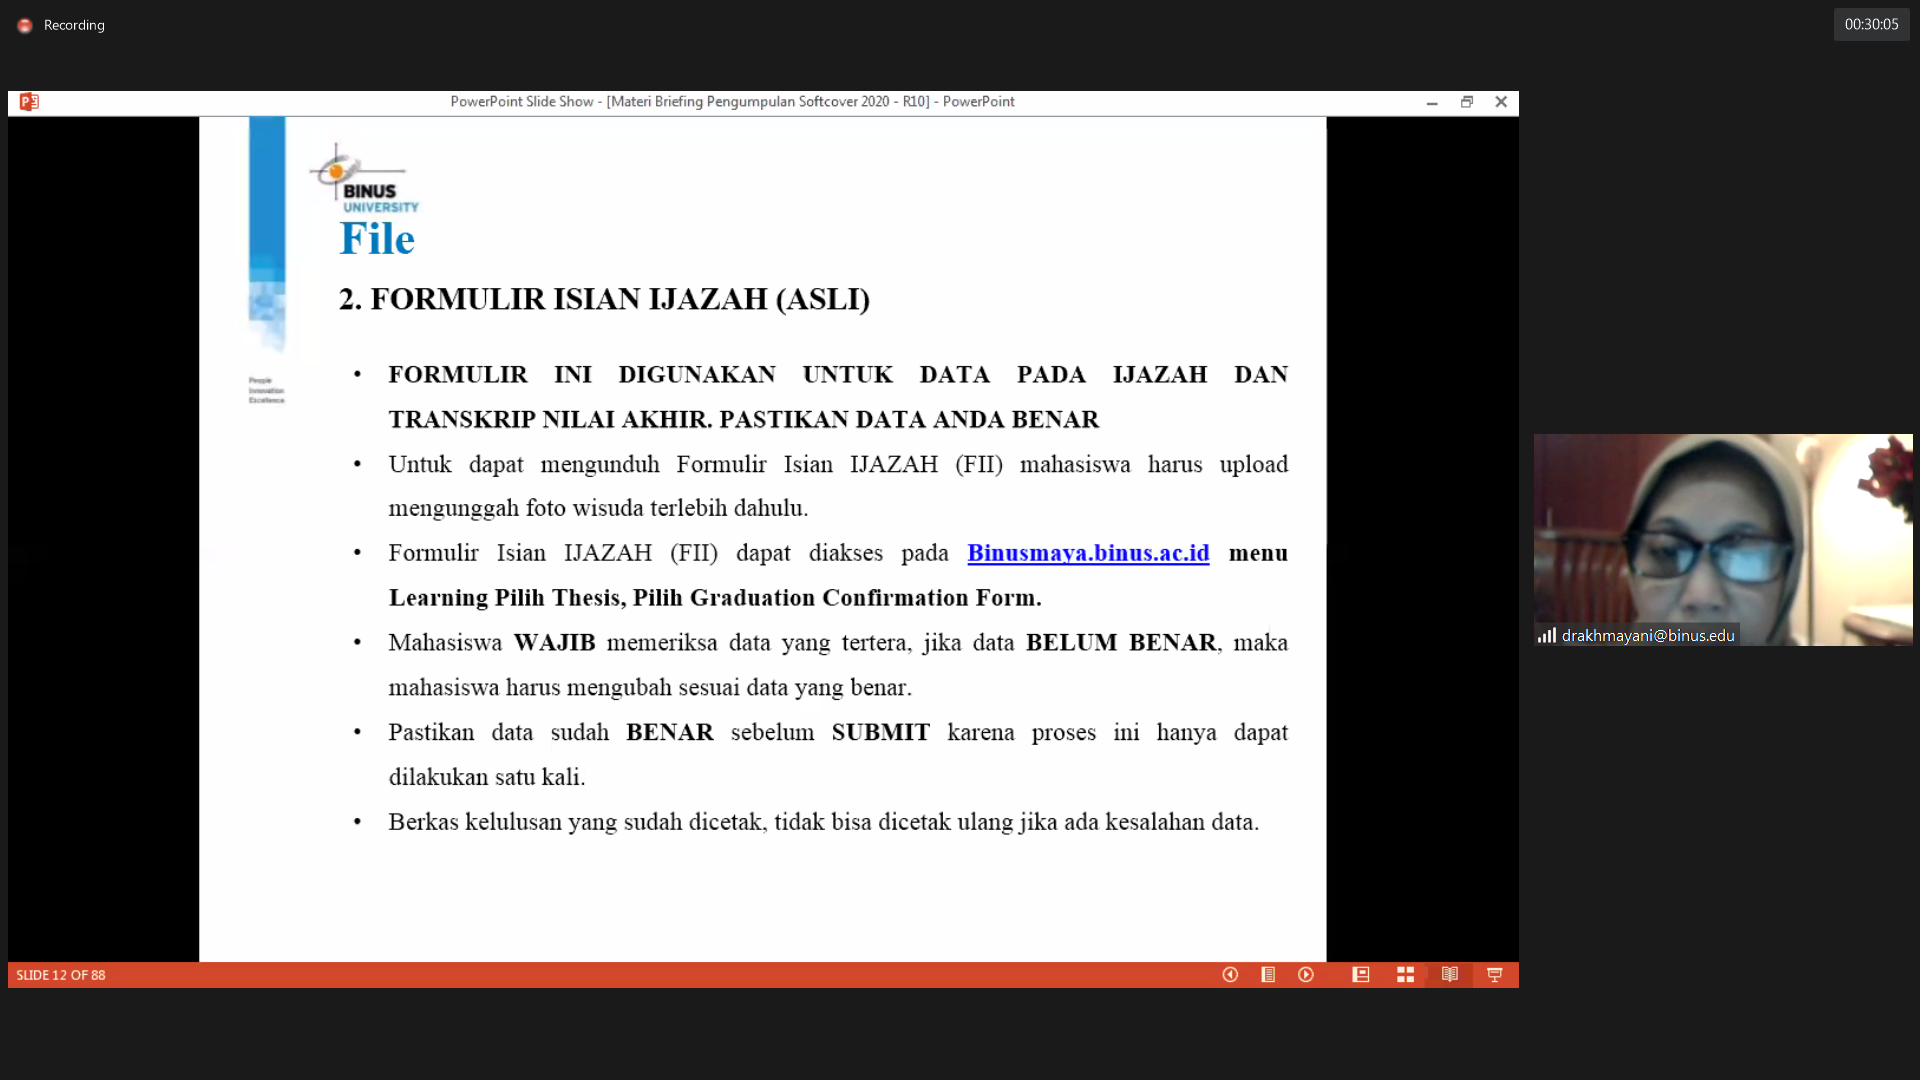 Recording
00:30:05
PowerPoint Slide Show - [Materi Briefing Pengumpulan Softcover 2020 - R10] - PowerPoint
BINUS
UNIVERSITY
File
2. FORMULIR ISIAN IJAZAH (ASLI)
People
Innovation
Excellence
• FORMULIR INI DIGUNAKAN UNTUK DATA PADA IJAZAH DAN
TRANSKRIP NILAI AKHIR. PASTIKAN DATA ANDA BENAR
• Untuk dapat mengunduh Formulir Isian IJAZAH (FII) mahasiswa harus upload
mengunggah foto wisuda terlebih dahulu.
• Formulir Isian IJAZAH (FII) dapat diakses pada Binusmaya.binus.ac.id menu
Learning Pilih Thesis, Pilih Graduation Confirmation Form.
• Mahasiswa WAJIB memeriksa data yang tertera, jika data BELUM BENAR, maka
mahasiswa harus mengubah sesuai data yang benar.
• Pastikan data sudah BENAR sebelum SUBMIT karena proses ini hanya dapat
dilakukan satu kali.
• Berkas kelulusan yang sudah dicetak, tidak bisa dicetak ulang jika ada kesalahan data.
drakhmayani@binus.edu
SLIDE 12 OF 88